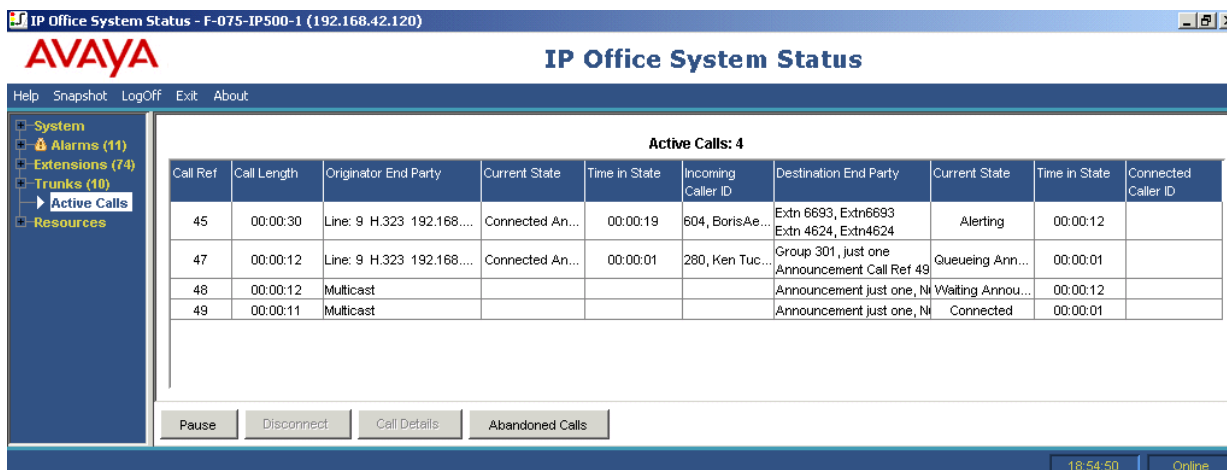 IP Office System Status - F-075-IP500-1 (192.168.42.120)
AVAYA
IP Office System Status
Help Snapshot LogOff Exit About
System
Alarms (11)
Extensions (74)
Trunks (10)
Active Calls
Resources
Active Calls: 4
Call Ref Call Length Originator End Party Current State Time in State Incoming Caller ID Destination End Party Current State Time in State Connected Caller ID
45 00:00:30 Line: 9 H.323 192.168.... Connected An... 00:00:19 604, BorisAe... Extn 6693, Extn6693 Alerting 00:00:12
Extn 4624, Extn4624
47 00:00:12 Line: 9 H.323 192.168.... Connected An... 00:00:01 280, Ken Tuc... Group 301, just one Queueing Ann... 00:00:01
Announcement Call Ref 49
48 00:00:12 Multicast Announcement just one, Waiting Annou... 00:00:12
49 00:00:11 Multicast Announcement just one, Connected 00:00:01
Pause Disconnect Call Details Abandoned Calls
18:54:50 Online